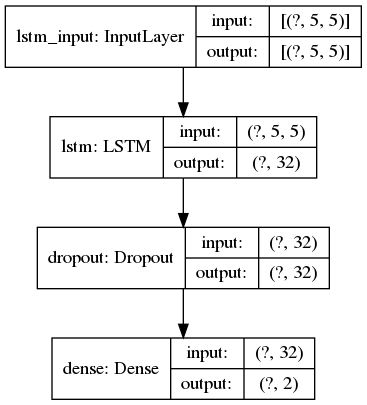 lstm_input: InputLayer
input: [(?, 5, 5)]
output: [(?, 5, 5)]
lstm: LSTM
input: (?, 5, 5)
output: (?, 32)
dropout: Dropout
input: (?, 32)
output: (?, 32)
dense: Dense
input: (?, 32)
output: (?, 2)